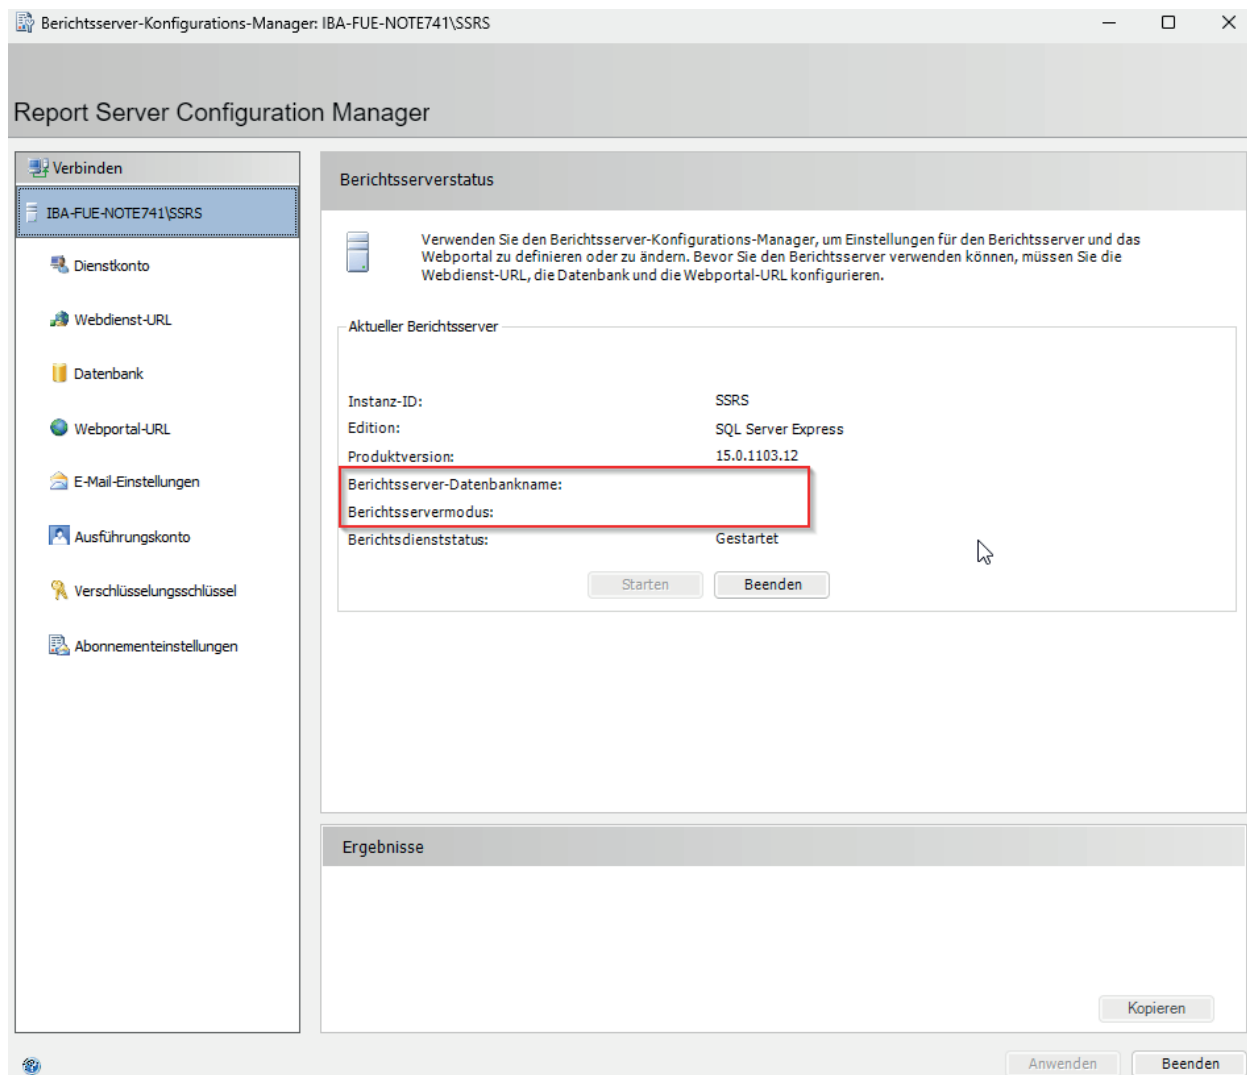 Berichtsserver-Konfigurations-Manager: IBA-FUE-NOTE741\SSRS
Report Server Configuration Manager
Verbinden
IBA-FUE-NOTE741\SSRS
Dienstkonto
Webdienst-URL
Datenbank
Webportal-URL
E-Mail-Einstellungen
Ausführungskonto
Verschlüsselungsschlüssel
Abonnementeinstellungen
Berichtsserverstatus
Verwenden Sie den Berichtsserver-Konfigurations-Manager, um Einstellungen für den Berichtsserver und das
Webportal zu definieren oder zu ändern. Bevor Sie den Berichtsserver verwenden können, müssen Sie die
Webdienst-URL, die Datenbank und die Webportal-URL konfigurieren.
Aktueller Berichtsserver
Instanz-ID: SSRS
Edition: SQL Server Express
Produktversion: 15.0.1103.12
Berichtsserver-Datenbankname:
Berichtsservermodus:
Berichtsdienststatus: Gestartet
Starten Beenden
Ergebnisse
Kopieren
Anwenden Beenden